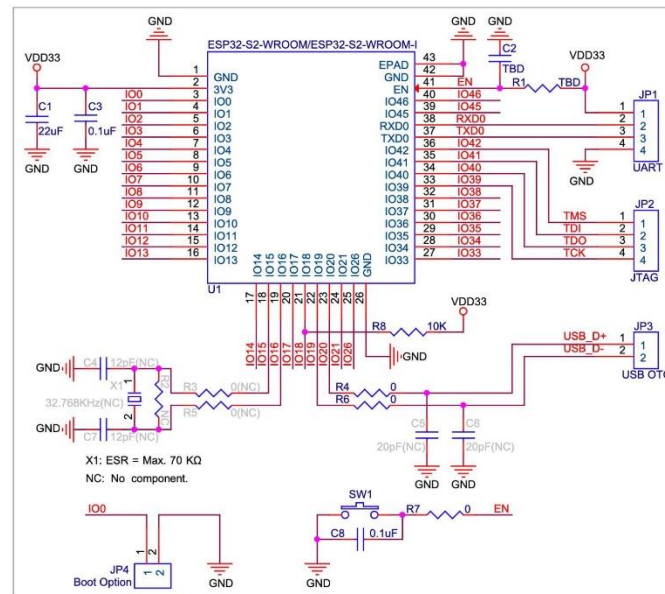 ESP32-S2-WROOM/ESP32-S2-WROOM-I
GND
GND
VDD33
C1
22uF
GND
C3
0.1uF
GND
1 GND
2 3V3
IO0 3 IO0
IO1 4 IO1
IO2 5 IO2
IO3 6 IO3
IO4 7 IO4
IO5 8 IO5
IO6 9 IO6
IO7 10 IO7
IO8 11 IO8
IO9 12 IO9
IO10 13 IO10
IO11 14 IO11
IO12 15 IO12
IO13 16 IO13
EPAD 43
GND 42
EN 41 EN
IO46 40 IO46
IO45 39 IO45
RXD0 38 RXD0
TXD0 37 TXD0
IO42 36 IO42
IO41 35 IO41
IO40 34 IO40
IO39 33 IO39
IO38 32 IO38
IO37 31 IO37
IO36 30 IO36
IO35 29 IO35
IO34 28 IO34
IO33 27 IO33
IO14 IO15 IO16 IO17 IO18 IO19 IO20 IO21 IO26 GND
U1
17 18 19 20 21 22 23 24 25 26
IO14 IO15 IO16 IO17 IO18 IO19 IO20 IO21 IO26
GND
GND
C2
TBD
R1 TBD
VDD33
JP1
1
2
3
4
UART
GND
JP2
TMS 1
TDI 2
TDO 3
TCK 4
JTAG
VDD33
R8 10K
GND
JP3
USB_D+ 1
USB_D- 2
USB OTG
R4 0
R6 0
C5
20pF(NC)
GND
C6
20pF(NC)
GND
GND C4 12pF(NC)
X1 1
32.768KHz(NC)
2
R2
NC
R3 0(NC)
R5 0(NC)
GND C7 12pF(NC)
X1: ESR = Max. 70 KΩ
NC: No component.
IO0
1 2
1 2
JP4
Boot Option
GND
SW1
R7 0 EN
C8 0.1uF
GND